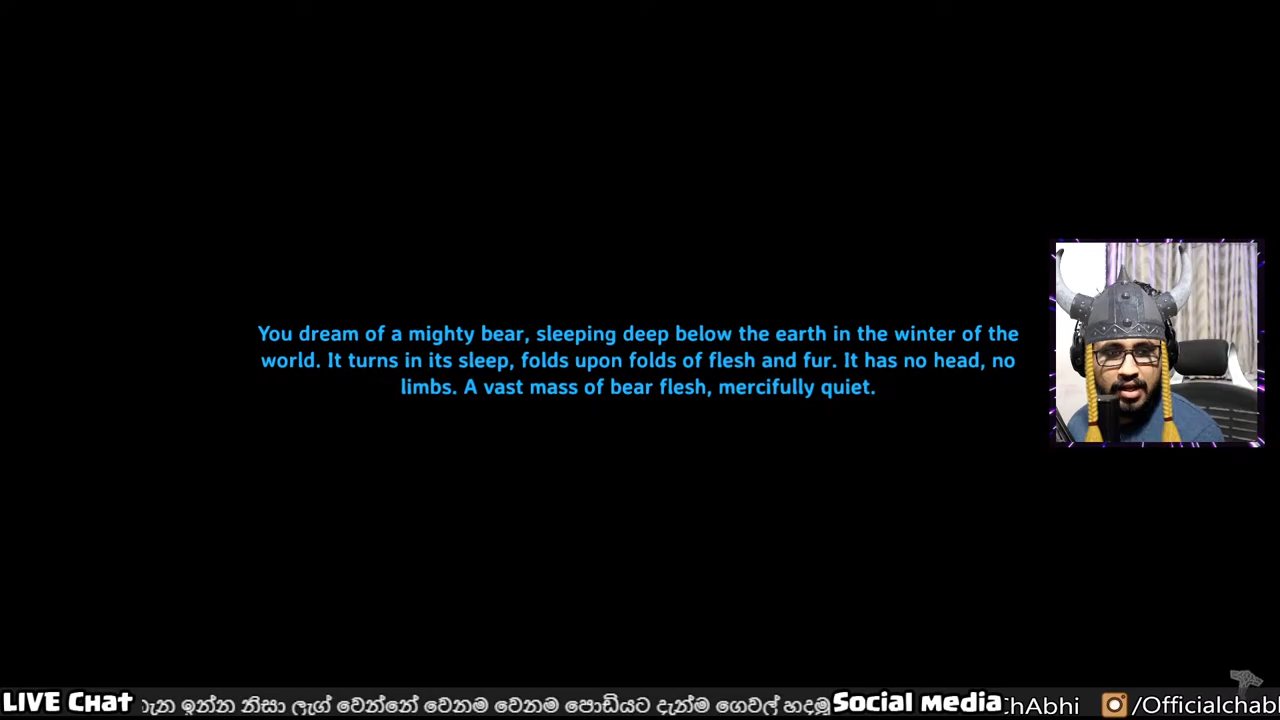 You dream of a mighty bear, sleeping deep below the earth in the winter of the
world. It turns in its sleep, folds upon folds of flesh and fur. It has no head, no
limbs. A vast mass of bear flesh, mercifully quiet.
LIVE Chat ඉන්න නිසා ලැග් වෙන්නේ වෙනම වෙනම පොඩියට දැන්ම ගෙවල් හදමු Social Media ChAbhi /Officialchabl